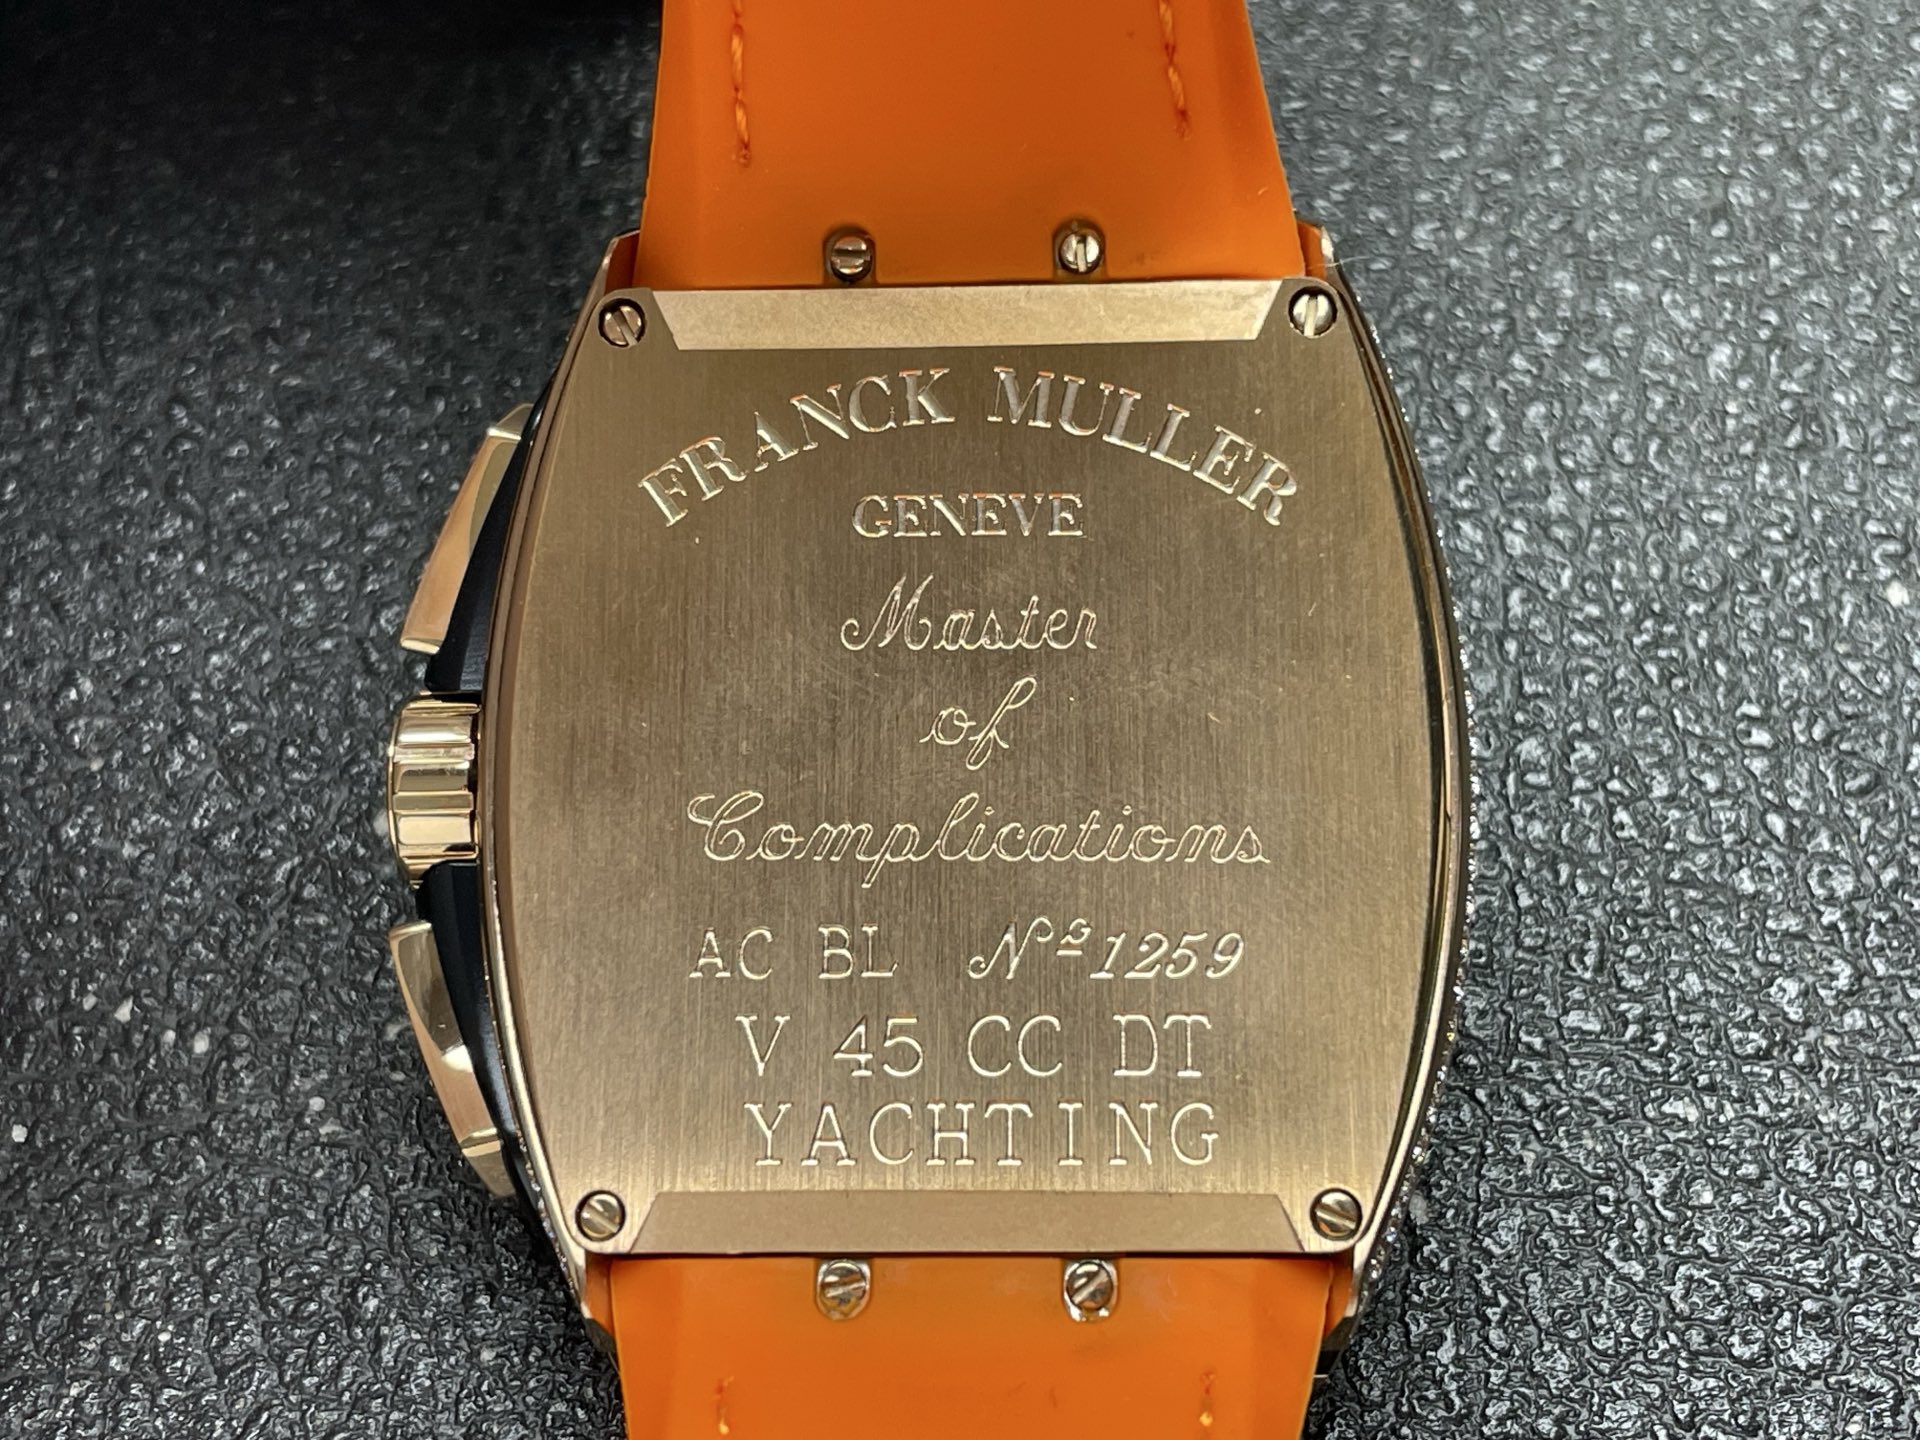 FRANCK MULLER
GENEVE
Master
of
Complications
AC BL Nº 1259
V 45 CC DT
YACHTING